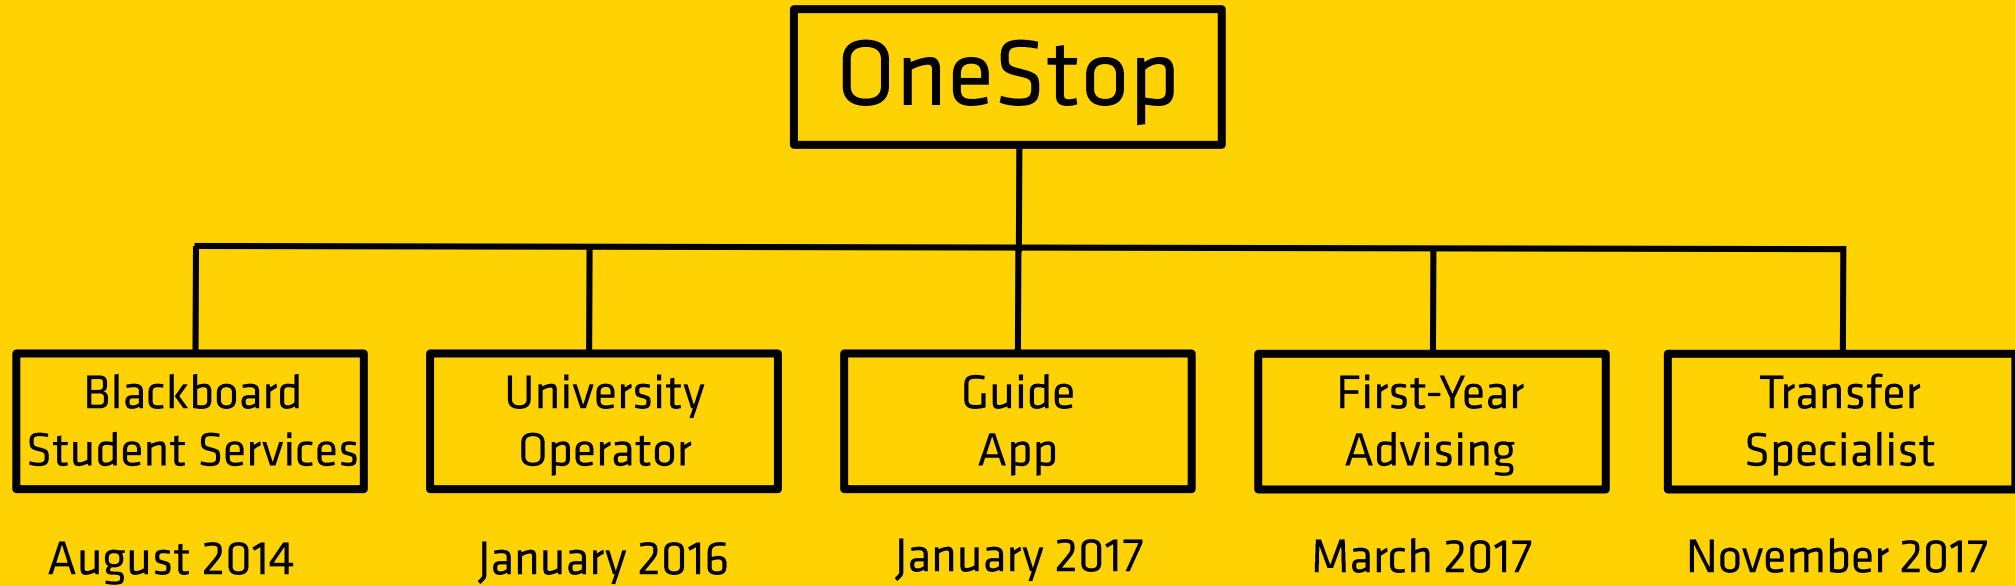 OneStop
Blackboard
Student Services
University
Operator
Guide
App
First-Year
Advising
Transfer
Specialist
August 2014
January 2016
January 2017
March 2017
November 2017